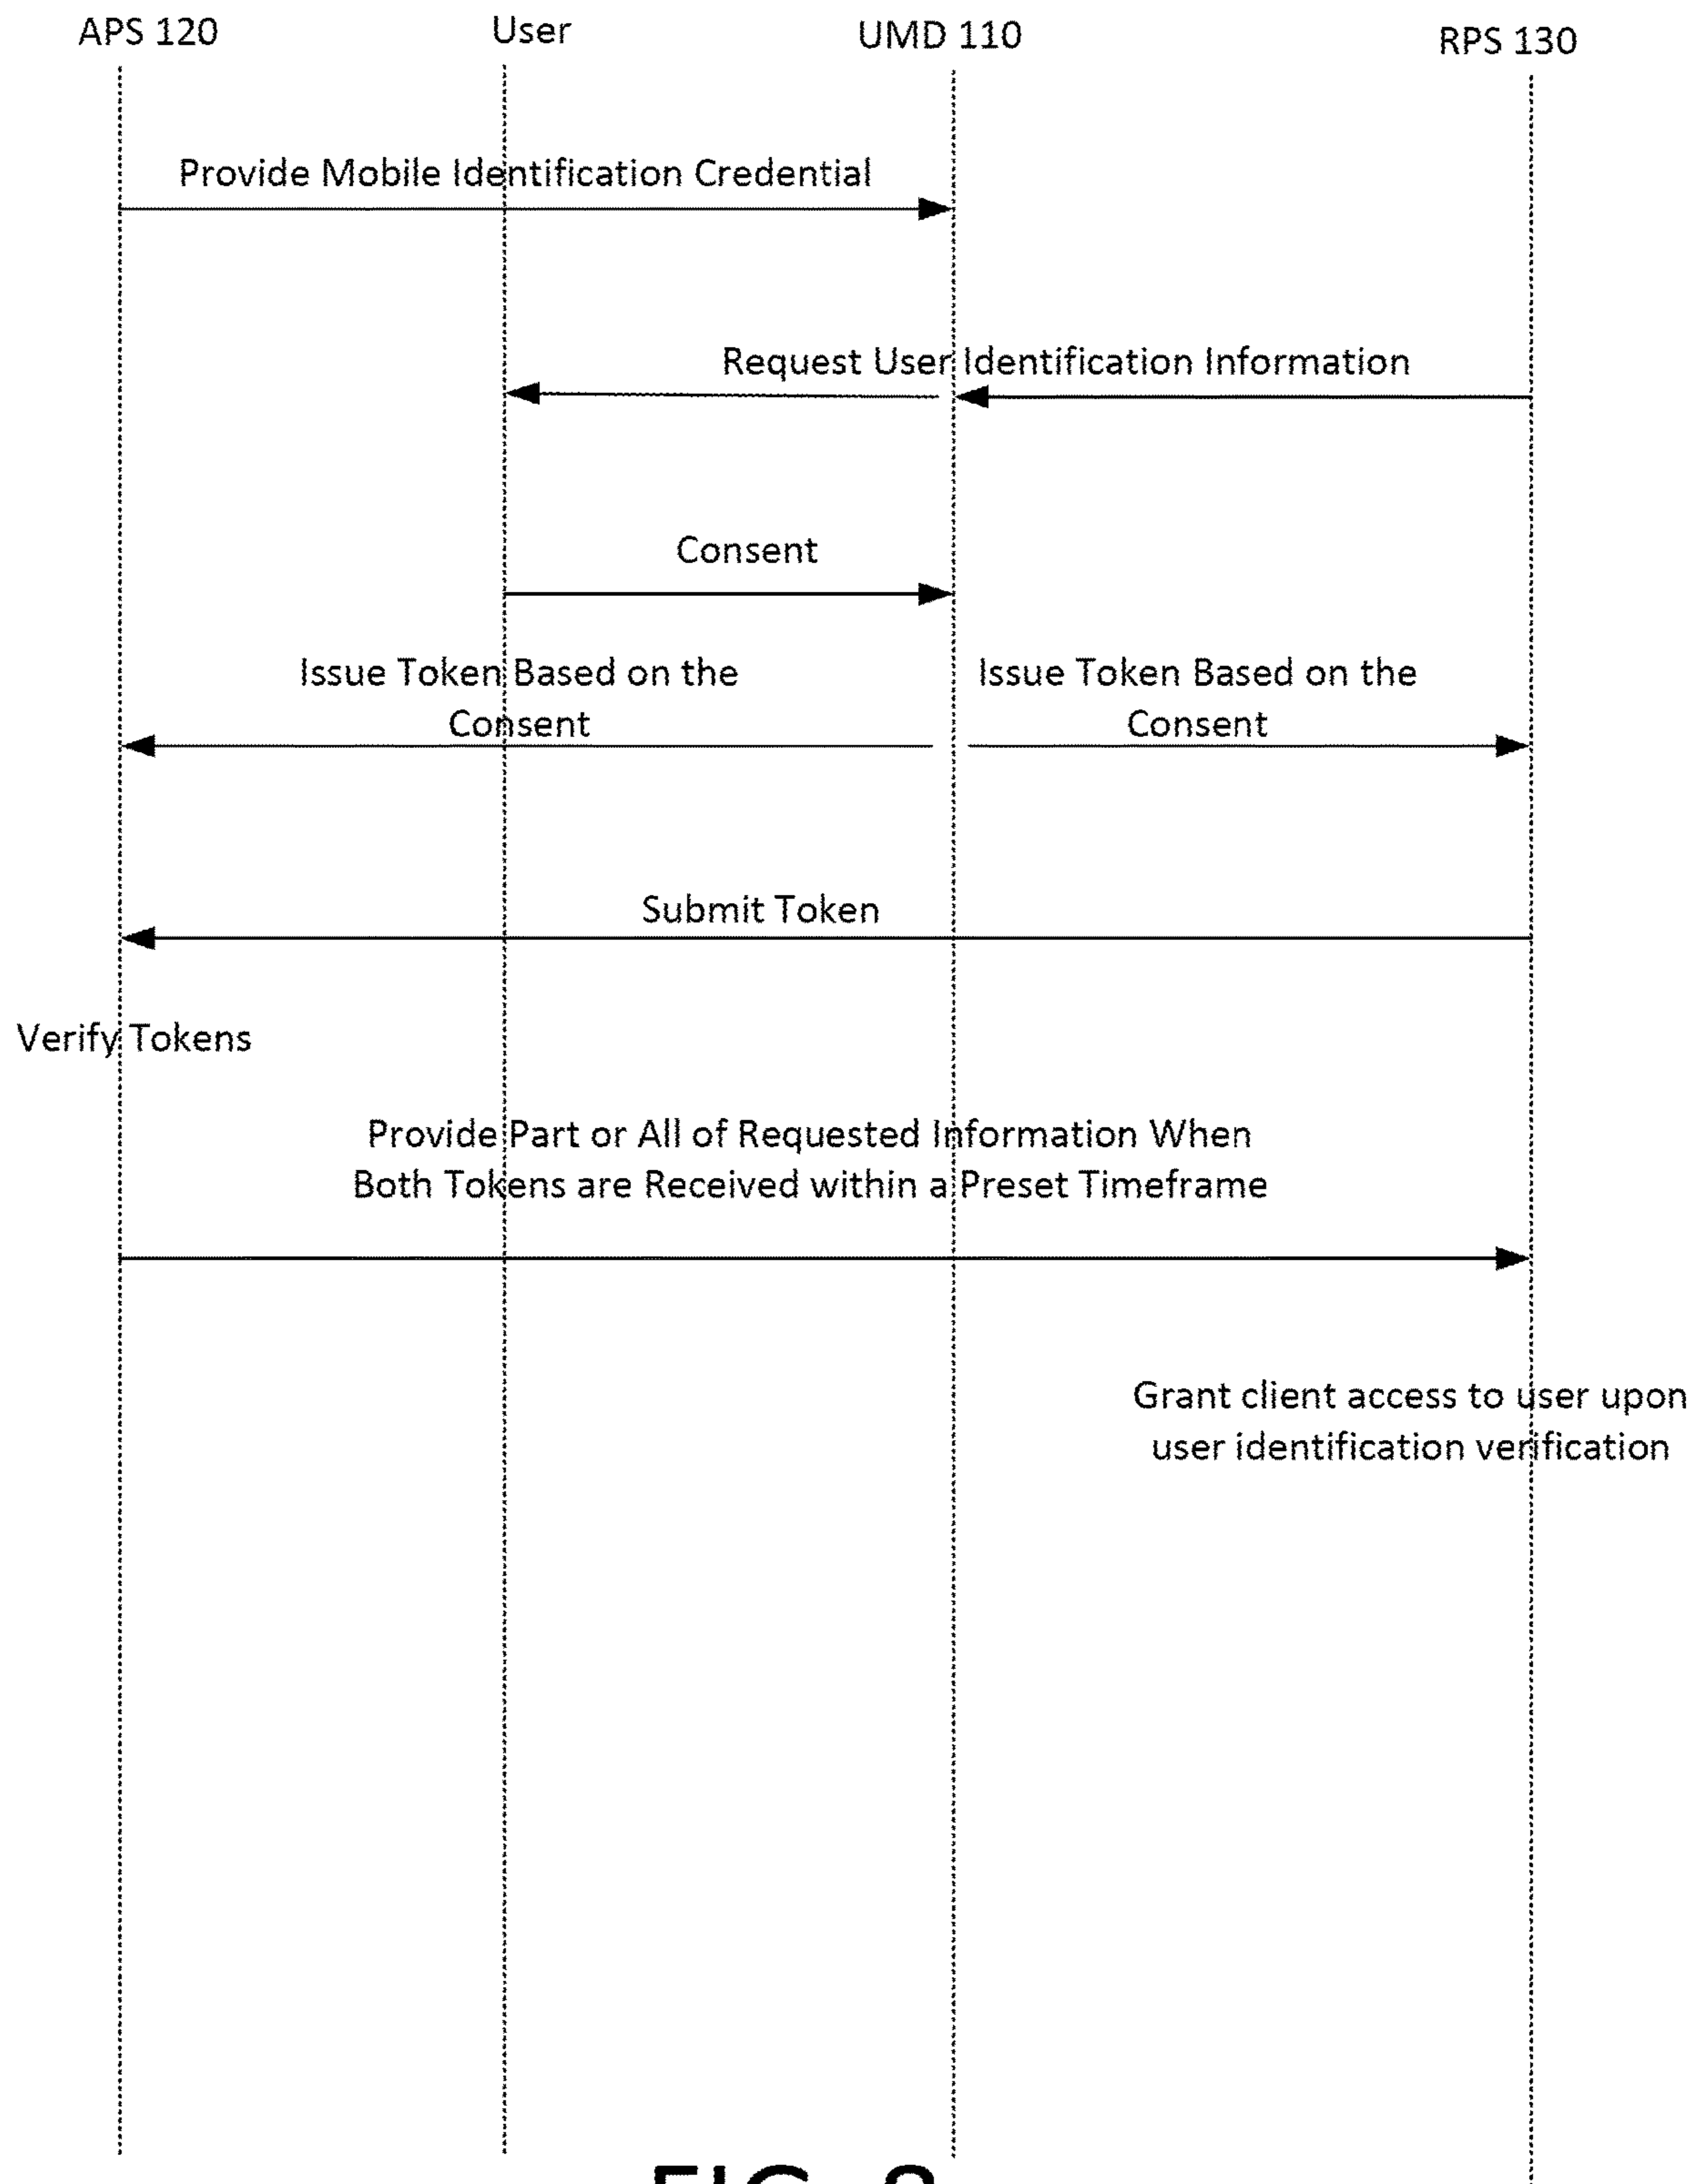 APS 120
User
UMD 110
RPS 130
Provide Mobile Identification Credential
Request User Identification Information
Consent
Issue Token Based on the
Consent
Issue Token Based on the
Consent
Submit Token
Verify Tokens
Provide Part or All of Requested Information When
Both Tokens are Received within a Preset Timeframe
Grant client access to user upon
user identification verification
FIG. 8